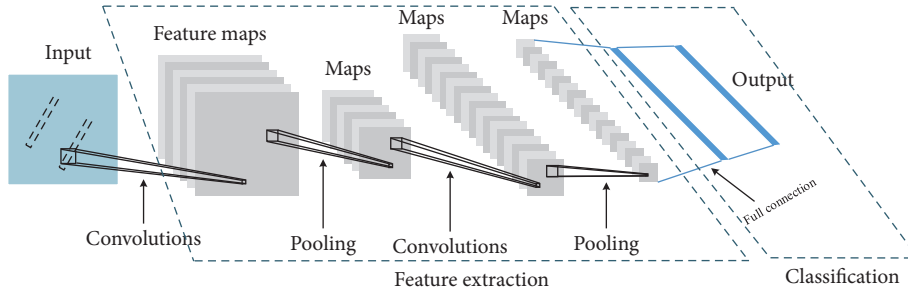 Input
Feature maps
Maps
Maps
Maps
Output
Convolutions
Pooling
Convolutions
Pooling
Full connection
Feature extraction
Classification